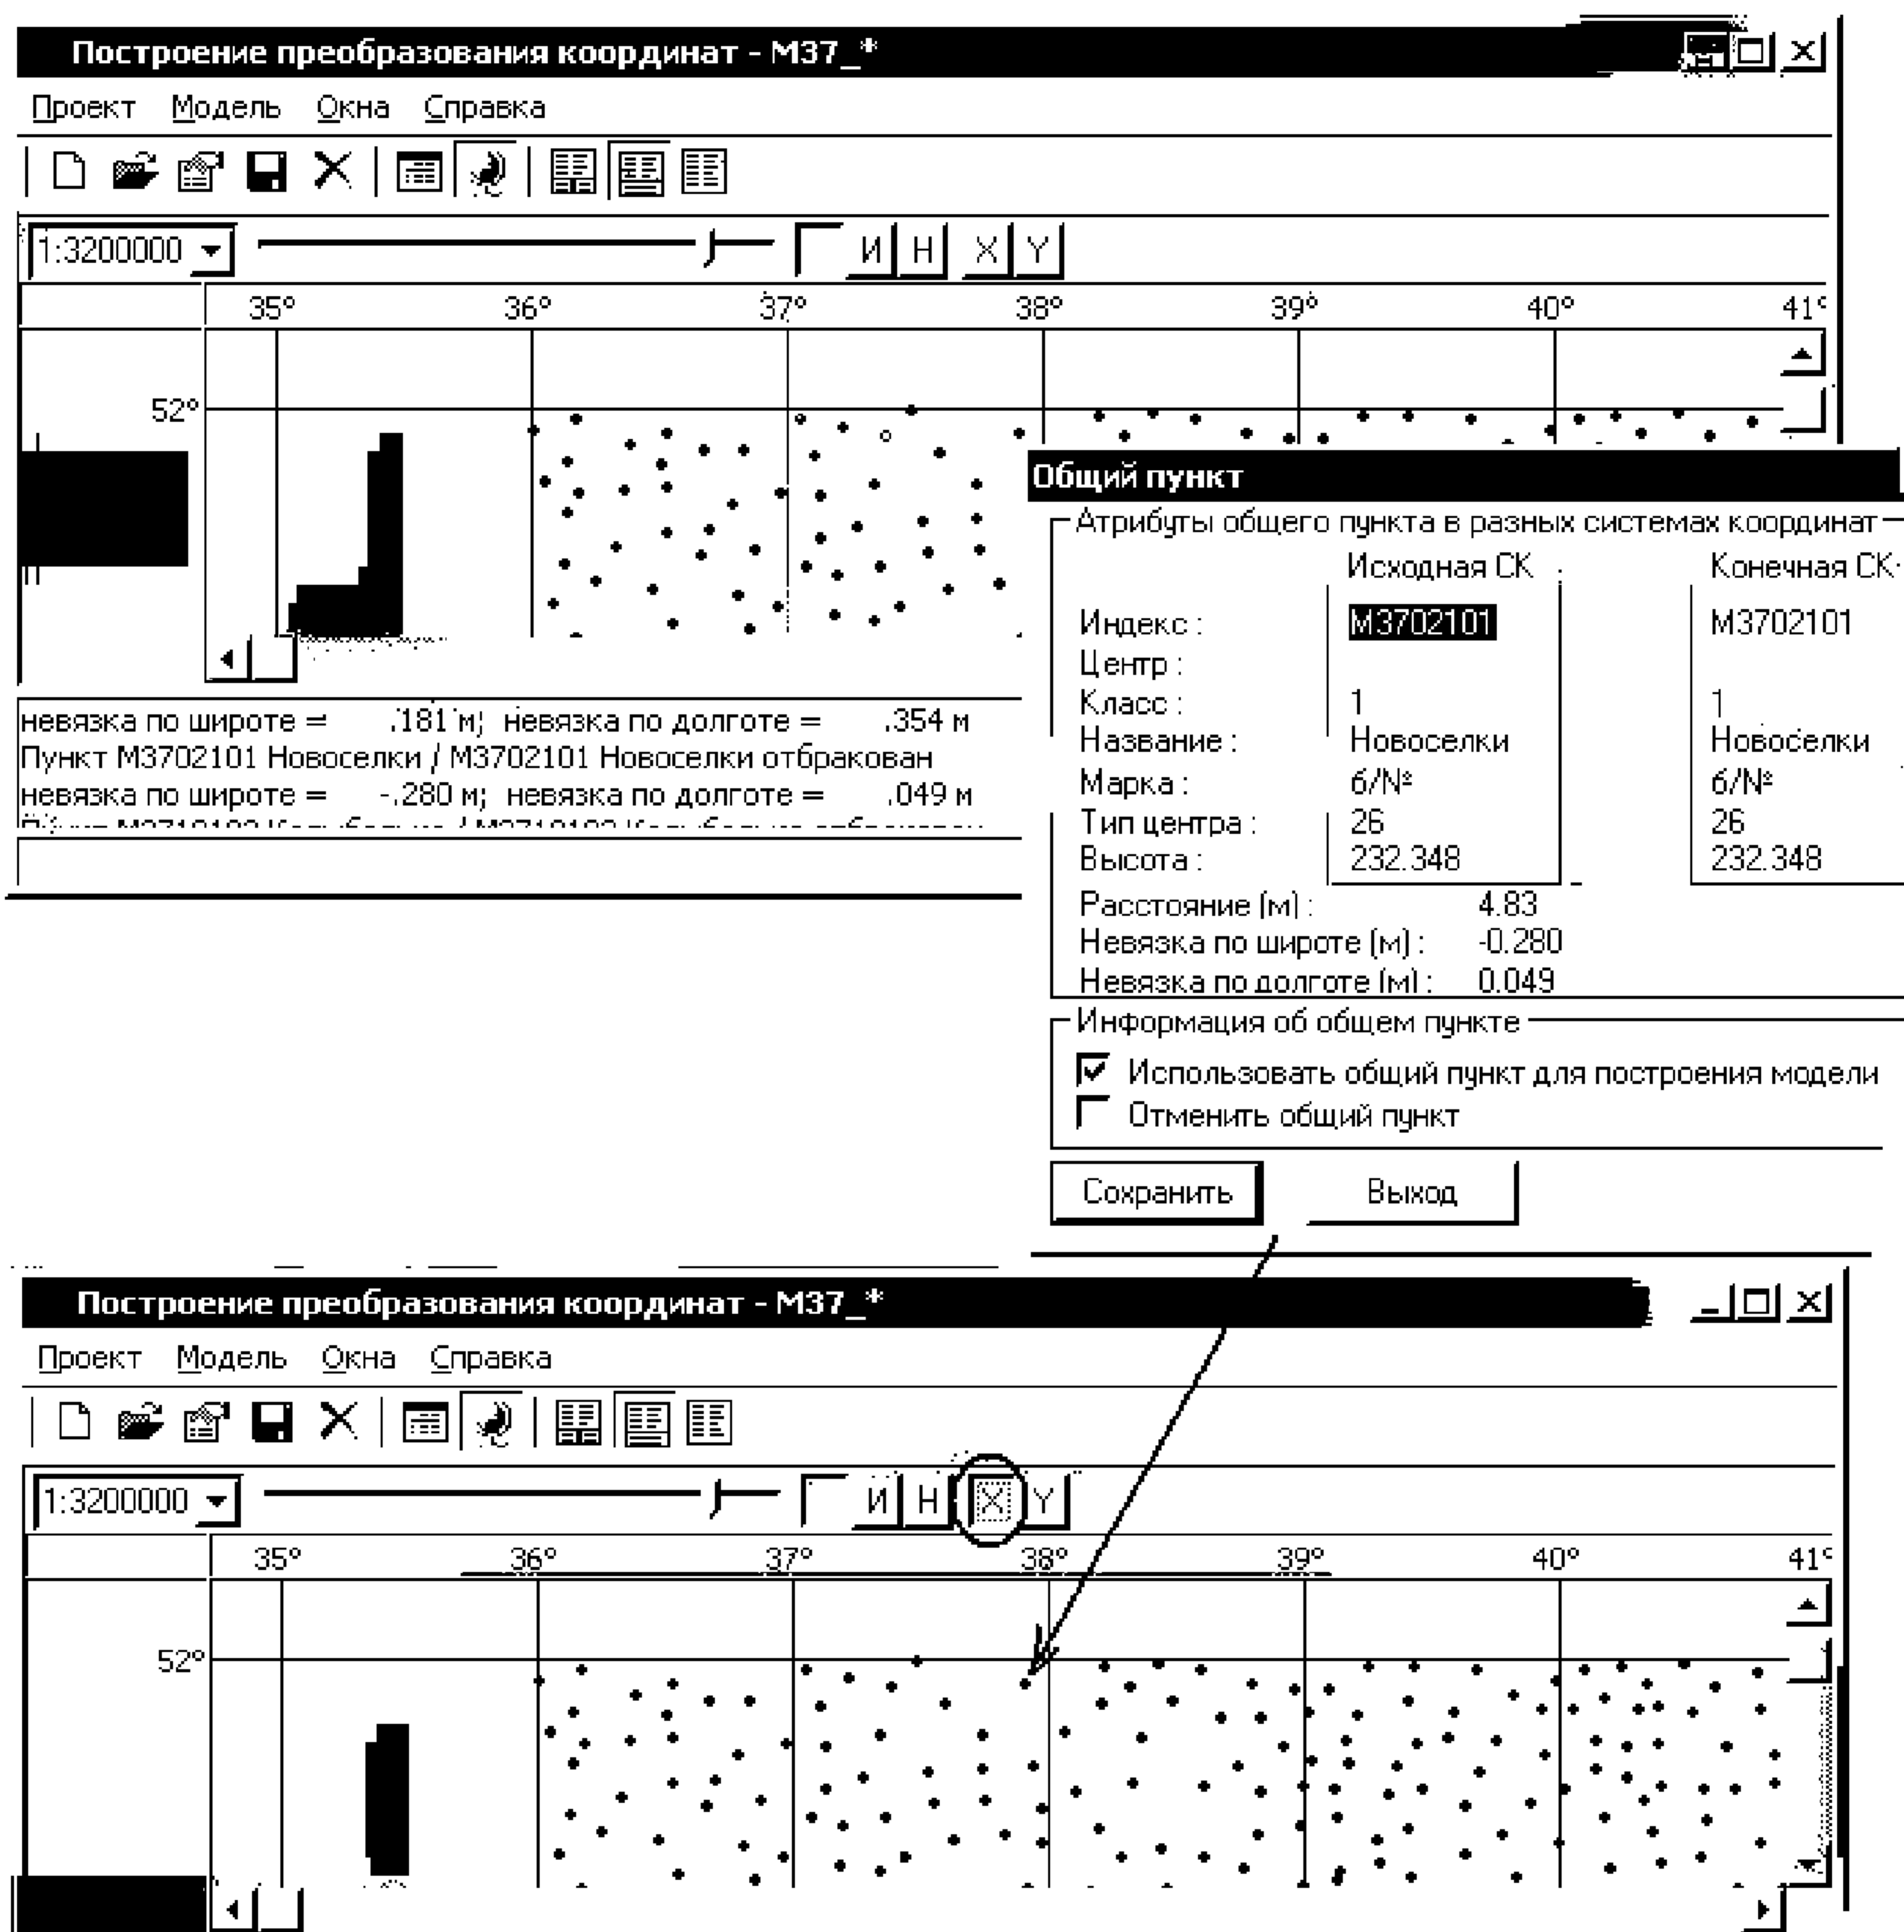 Построение преобразования координат - М37_*
Проект Модель Окна Справка
1:3200000 И Н X Y
35° 36° 37° 38° 39° 40° 41°
52°
невязка по широте = .181 м; невязка по долготе = .354 м
Пункт М3702101 Новоселки / М3702101 Новоселки отбракован
невязка по широте = -.280 м; невязка по долготе = .049 м
Общий пункт
Атрибуты общего пункта в разных системах координат
Исходная СК Конечная СК
Индекс : М3702101 М3702101
Центр :
Класс : 1 1
Название : Новоселки Новоселки
Марка : б/№ б/№
Тип центра : 26 26
Высота : 232.348 232.348
Расстояние (м) : 4.83
Невязка по широте (м) : -0.280
Невязка по долготе (м) : 0.049
Информация об общем пункте
Использовать общий пункт для построения модели
Отменить общий пункт
Сохранить Выход
Построение преобразования координат - М37_*
Проект Модель Окна Справка
1:3200000 И Н X Y
35° 36° 37° 38° 39° 40° 41°
52°